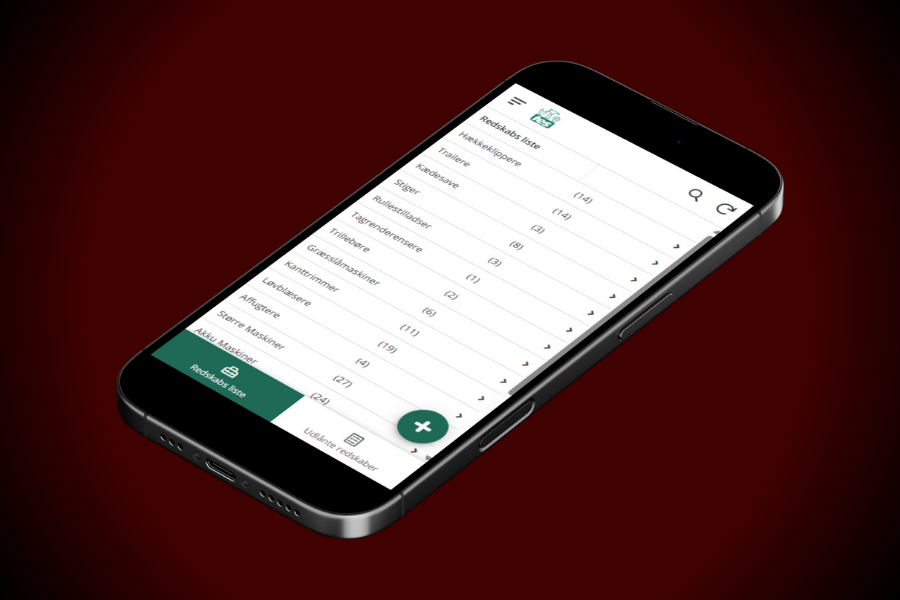 Redskabs liste
Hækkeklippere (14)
Trailere (14)
Kædesave (3)
Stiger (8)
Rullestilladser (3)
Tagrenderensere (1)
Trillebøre (2)
Græsslåmaskiner (6)
Kanttrimmer (11)
Løvblæsere (19)
Affugtere (4)
Større Maskiner (27)
Akku Maskiner (24)
Redskabs liste
Udlånte redskaber